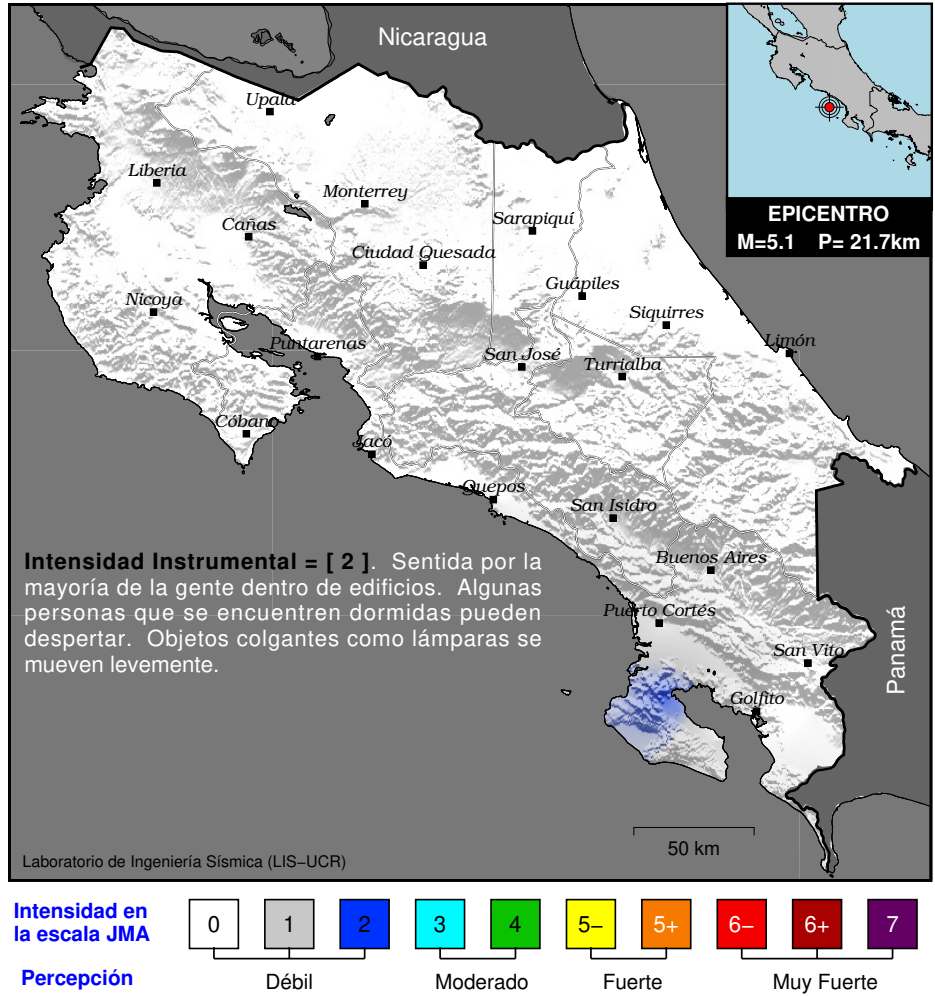 Nicaragua
EPICENTRO
M=5.1 P= 21.7km
Upala
Liberia
Monterrey
Cañas
Sarapiquí
Ciudad Quesada
Guápiles
Nicoya
Siquirres
Puntarenas
San José
Limón
Turrialba
Cóbano
Jacó
Quepos
San Isidro
Buenos Aires
Puerto Cortés
San Vito
Golfito
Panamá
Intensidad Instrumental = [ 2 ]. Sentida por la
mayoría de la gente dentro de edificios. Algunas
personas que se encuentren dormidas pueden
despertar. Objetos colgantes como lámparas se
mueven levemente.
50 km
Laboratorio de Ingeniería Sísmica (LIS−UCR)
Intensidad en
la escala JMA
0 1 2 3 4 5− 5+ 6− 6+ 7
Percepción
Débil Moderado Fuerte Muy Fuerte